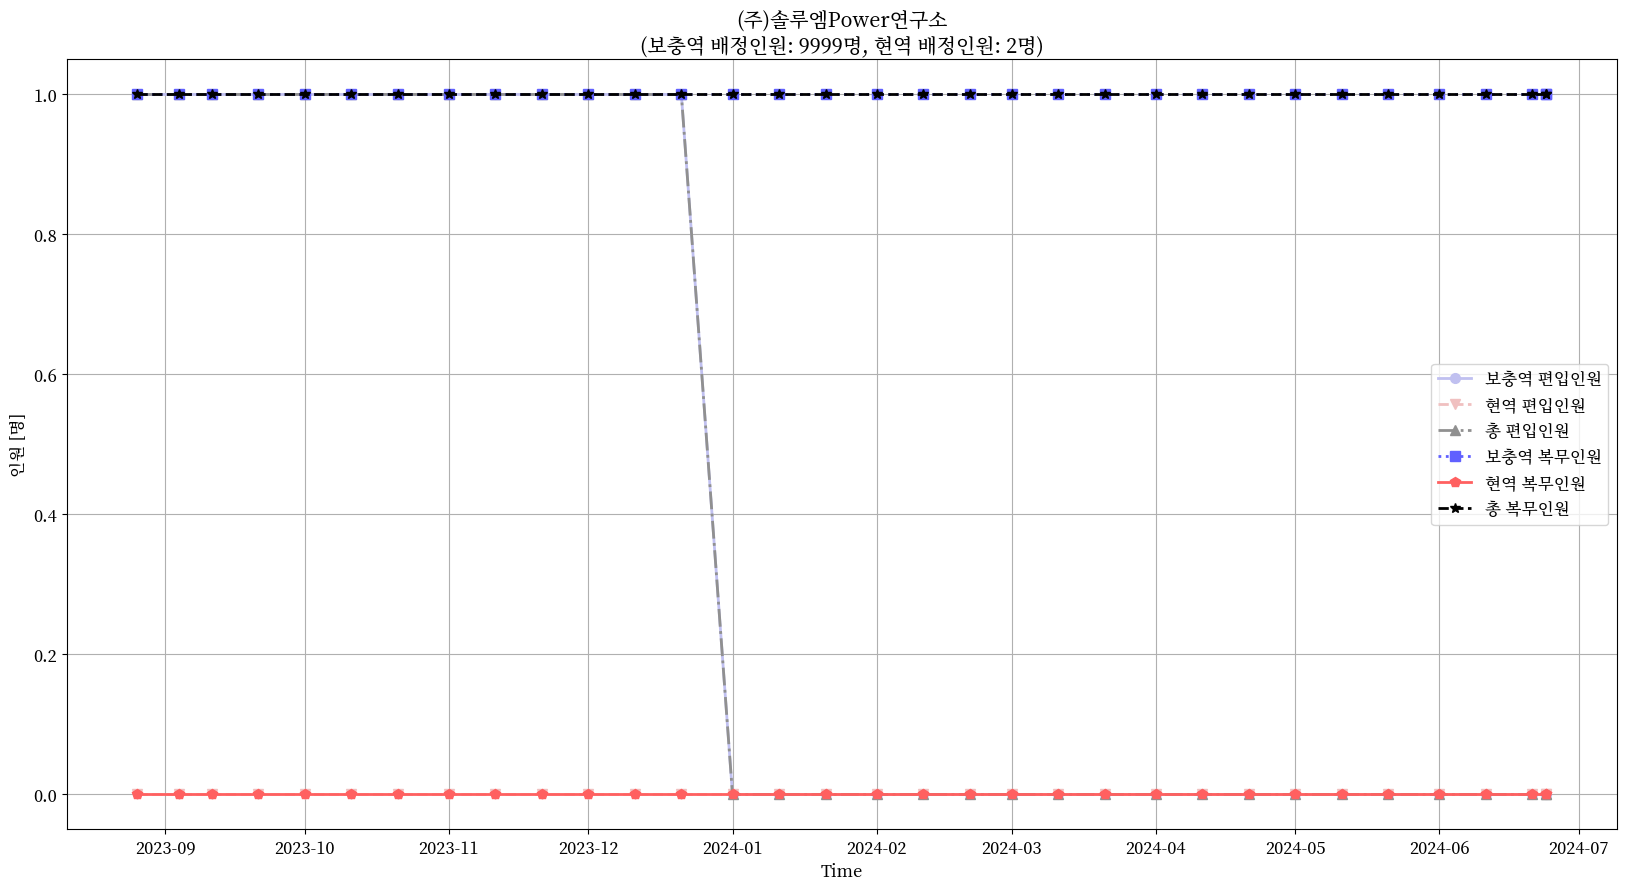 (주)솔루엠Power연구소
(보충역 배정인원: 9999명, 현역 배정인원: 2명)
인원 [명]
1.0
0.8
0.6
0.4
0.2
0.0
보충역 편입인원
현역 편입인원
총 편입인원
보충역 복무인원
현역 복무인원
총 복무인원
2023-09
2023-10
2023-11
2023-12
2024-01
2024-02
2024-03
2024-04
2024-05
2024-06
2024-07
Time